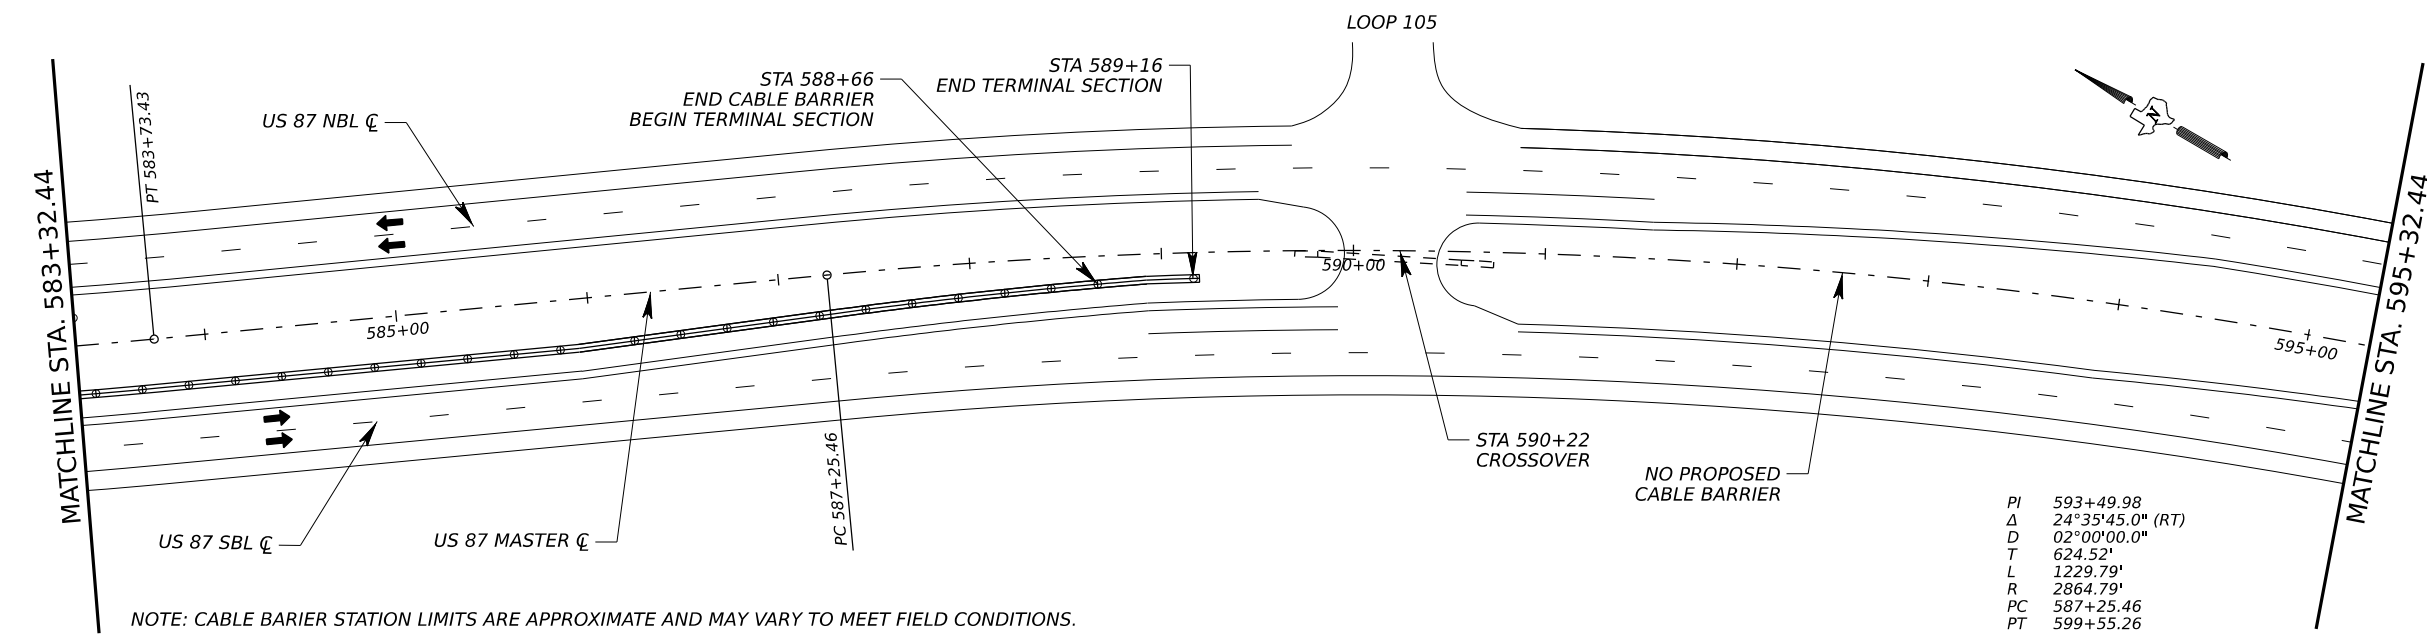 LOOP 105
STA 589+16
END TERMINAL SECTION
STA 588+66
END CABLE BARRIER
BEGIN TERMINAL SECTION
US 87 NBL ℄
PT 583+73.43
N
MATCHLINE STA. 583+32.44
MATCHLINE STA. 595+32.44
585+00
590+00
595+00
PC 587+25.46
STA 590+22
CROSSOVER
NO PROPOSED
CABLE BARRIER
US 87 SBL ℄
US 87 MASTER ℄
PI 593+49.98
Δ 24°35'45.0" (RT)
D 02°00'00.0"
T 624.52'
L 1229.79'
R 2864.79'
PC 587+25.46
PT 599+55.26
NOTE: CABLE BARIER STATION LIMITS ARE APPROXIMATE AND MAY VARY TO MEET FIELD CONDITIONS.